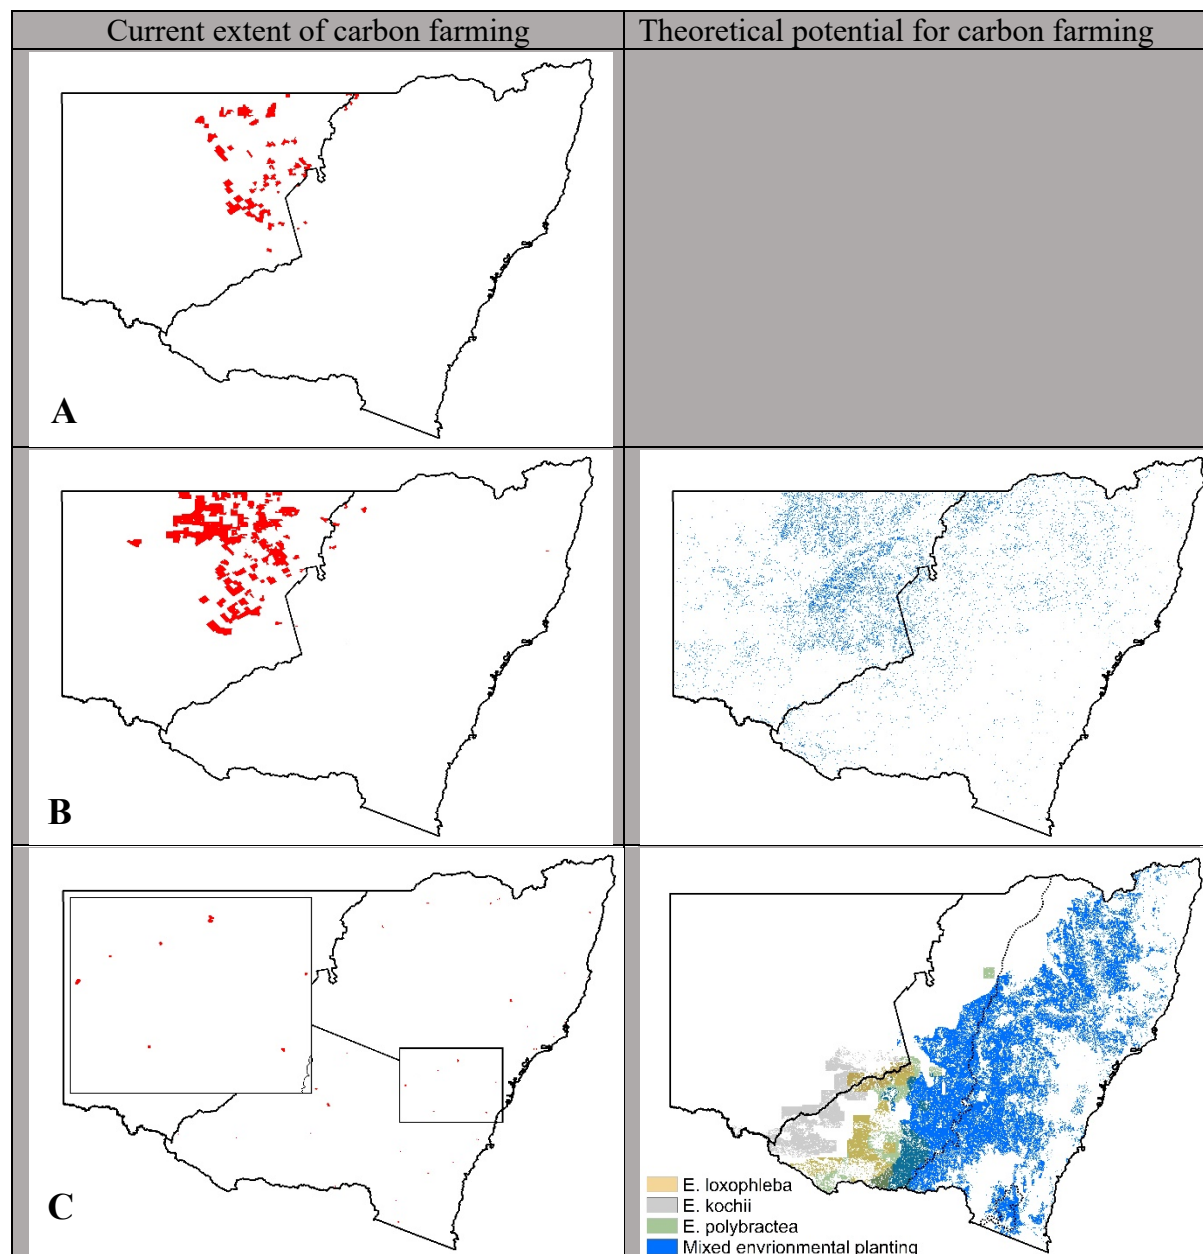 Current extent of carbon farming
Theoretical potential for carbon farming
A
B
C
E. loxophleba
E. kochii
E. polybractea
Mixed envrionmental planting